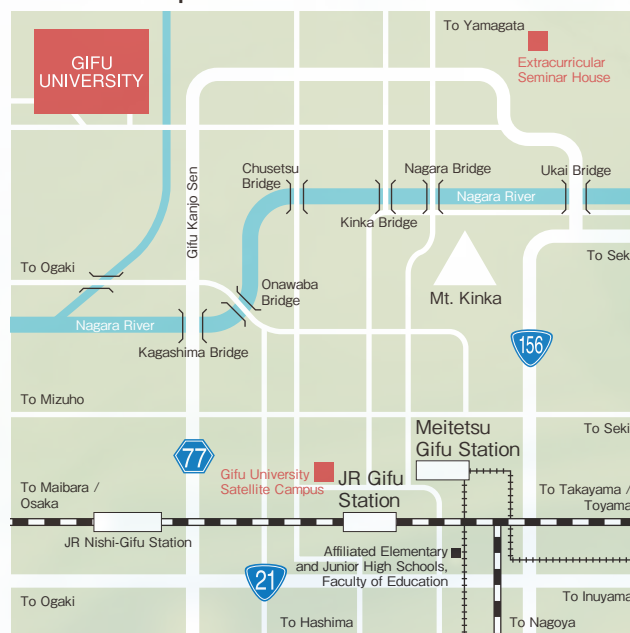 To Yamagata
GIFU
UNIVERSITY
Extracurricular
Seminar House
Chusetsu
Bridge
Nagara Bridge
Ukai Bridge
Gifu Kanjo Sen
Nagara River
Kinka Bridge
To Ogaki
To Seki
Onawaba
Bridge
Mt. Kinka
Nagara River
156
Kagashima Bridge
To Mizuho
Meitetsu
Gifu Station
To Seki
77
Gifu University
Satellite Campus
JR Gifu
Station
To Maibara /
Osaka
To Takayama /
Toyama
JR Nishi-Gifu Station
Affiliated Elementary
and Junior High Schools,
Faculty of Education
21
To Ogaki
To Inuyama
To Hashima
To Nagoya